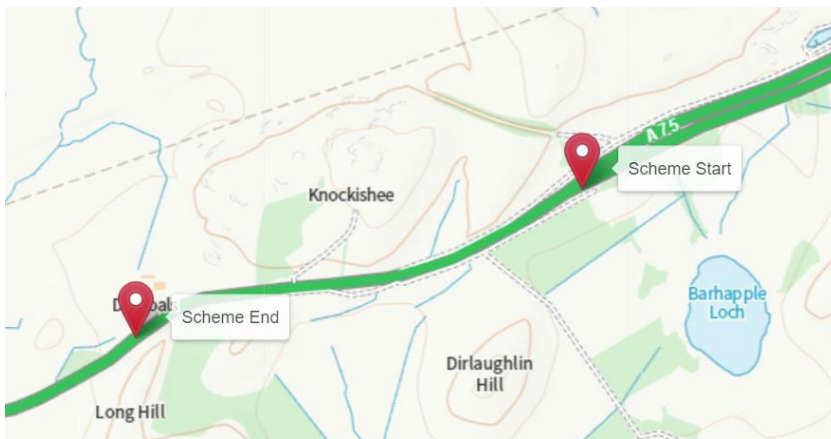 A75
Scheme Start
Knockishee
Barhapple
Loch
Scheme End
Dirlaughlin
Hill
Long Hill